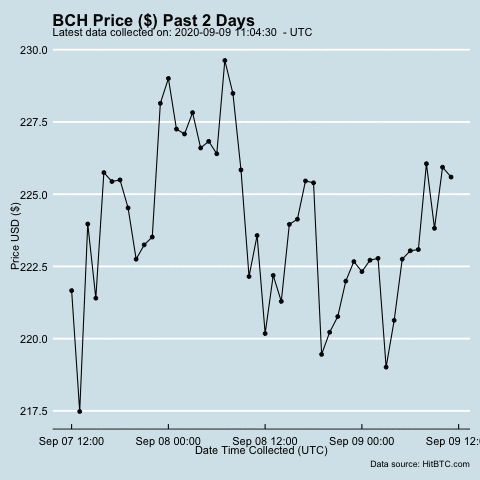 BCH Price ($) Past 2 Days
Latest data collected on: 2020-09-09 11:04:30 - UTC
230.0
227.5
225.0
222.5
220.0
217.5
Price USD ($)
Sep 07 12:00 Sep 08 00:00 Sep 08 12:00 Sep 09 00:00 Sep 09 12:0
Date Time Collected (UTC)
Data source: HitBTC.com